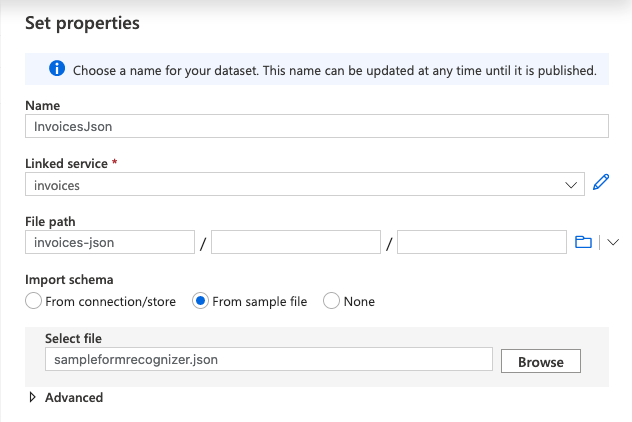 Set properties
Choose a name for your dataset. This name can be updated at any time until it is published.
Name
InvoicesJson
Linked service *
invoices
File path
invoices-json / /
Import schema
From connection/store From sample file None
Select file
sampleformrecognizer.json Browse
Advanced